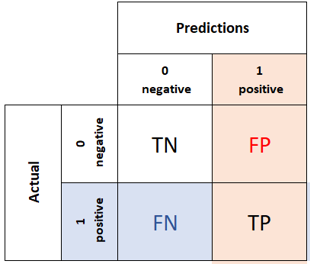 Predictions
0
negative
1
positive
Actual
0
negative
TN
FP
1
positive
FN
TP